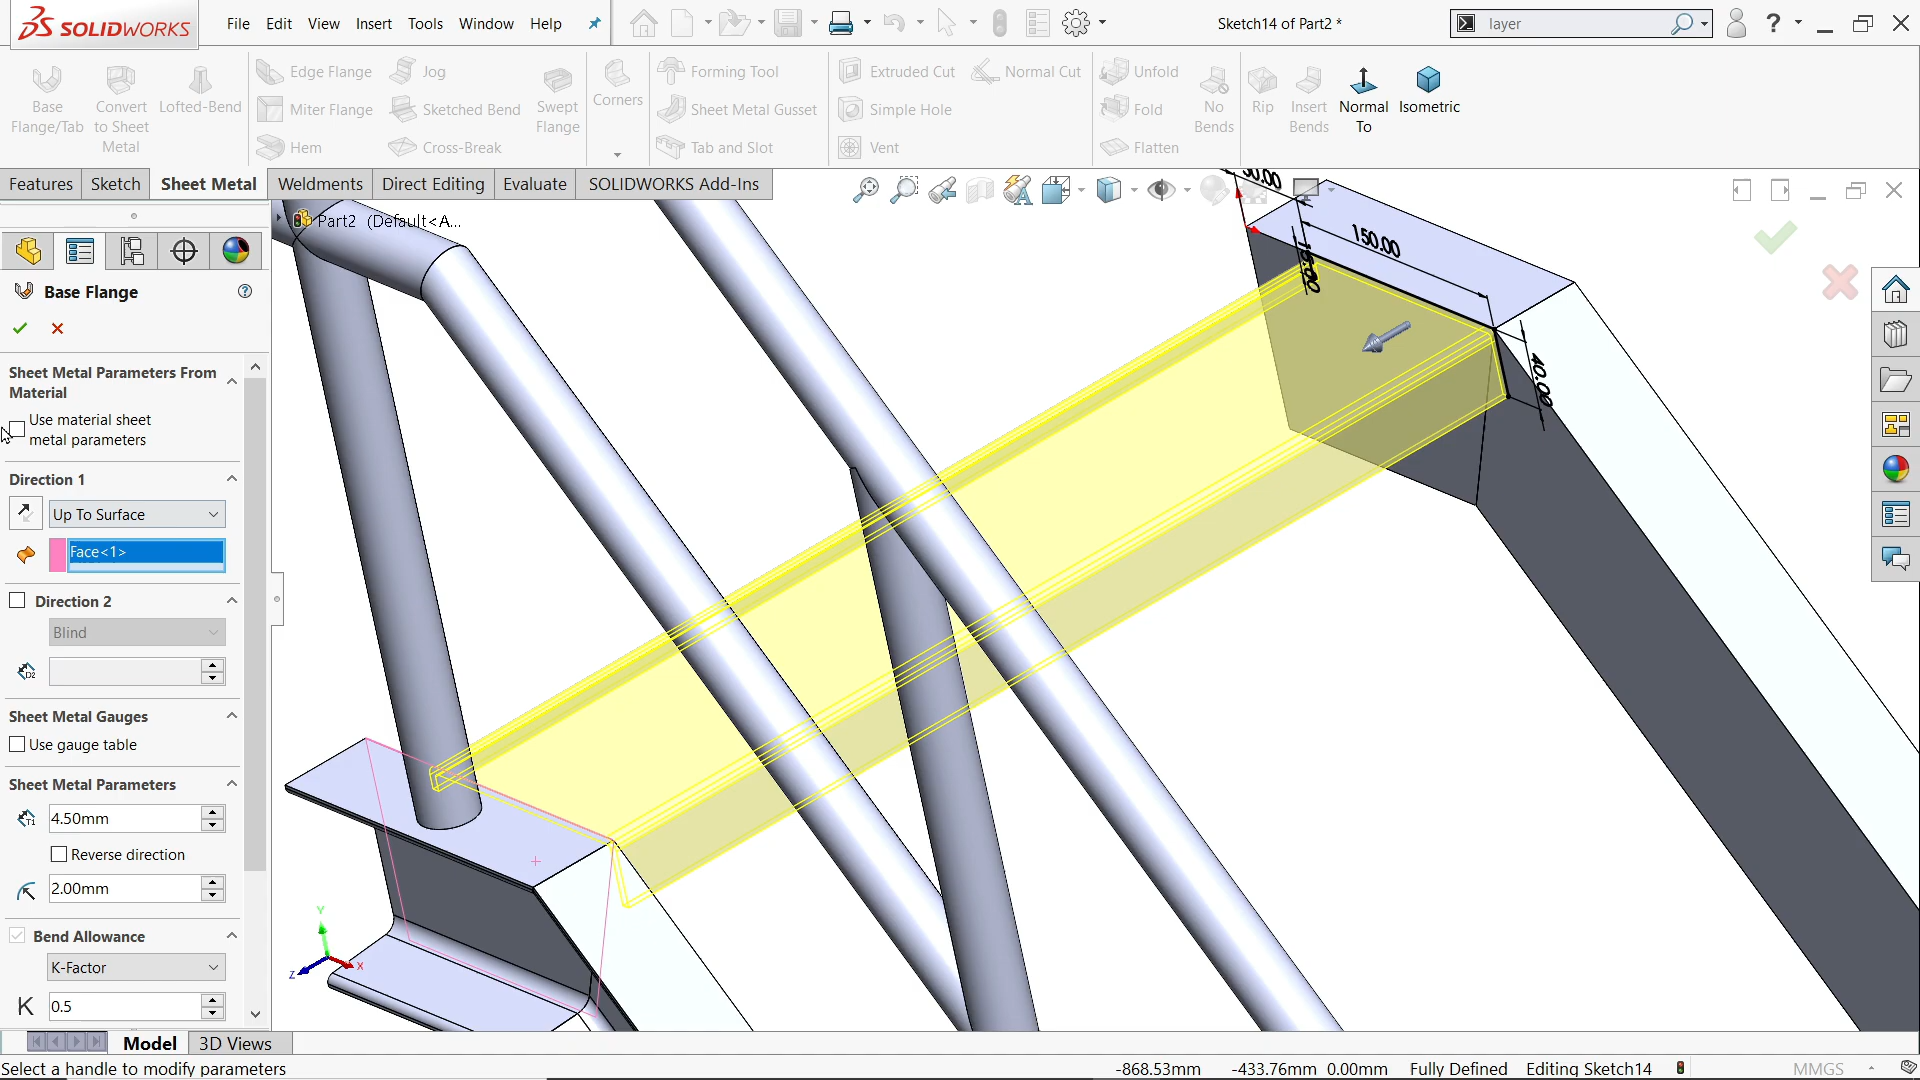 SOLIDWORKS
File Edit View Insert Tools Window Help
Sketch14 of Part2 *
layer
?
Base Flange/Tab
Convert to Sheet Metal
Lofted-Bend
Edge Flange
Miter Flange
Hem
Jog
Sketched Bend
Cross-Break
Swept Flange
Corners
Forming Tool
Sheet Metal Gusset
Tab and Slot
Extruded Cut
Simple Hole
Vent
Normal Cut
Unfold
Fold
Flatten
No Bends
Rip
Insert Bends
Normal To
Isometric
Features Sketch Sheet Metal Weldments Direct Editing Evaluate SOLIDWORKS Add-Ins
Part2 (Default<A...
Base Flange
Sheet Metal Parameters From
Material
Use material sheet
metal parameters
Direction 1
Up To Surface
Face<1>
Direction 2
Blind
Sheet Metal Gauges
Use gauge table
Sheet Metal Parameters
4.50mm
Reverse direction
2.00mm
Bend Allowance
K-Factor
K 0.5
150.00
40.00
Y
Z
X
Model 3D Views
Select a handle to modify parameters
-868.53mm -433.76mm 0.00mm Fully Defined Editing Sketch14 MMGS